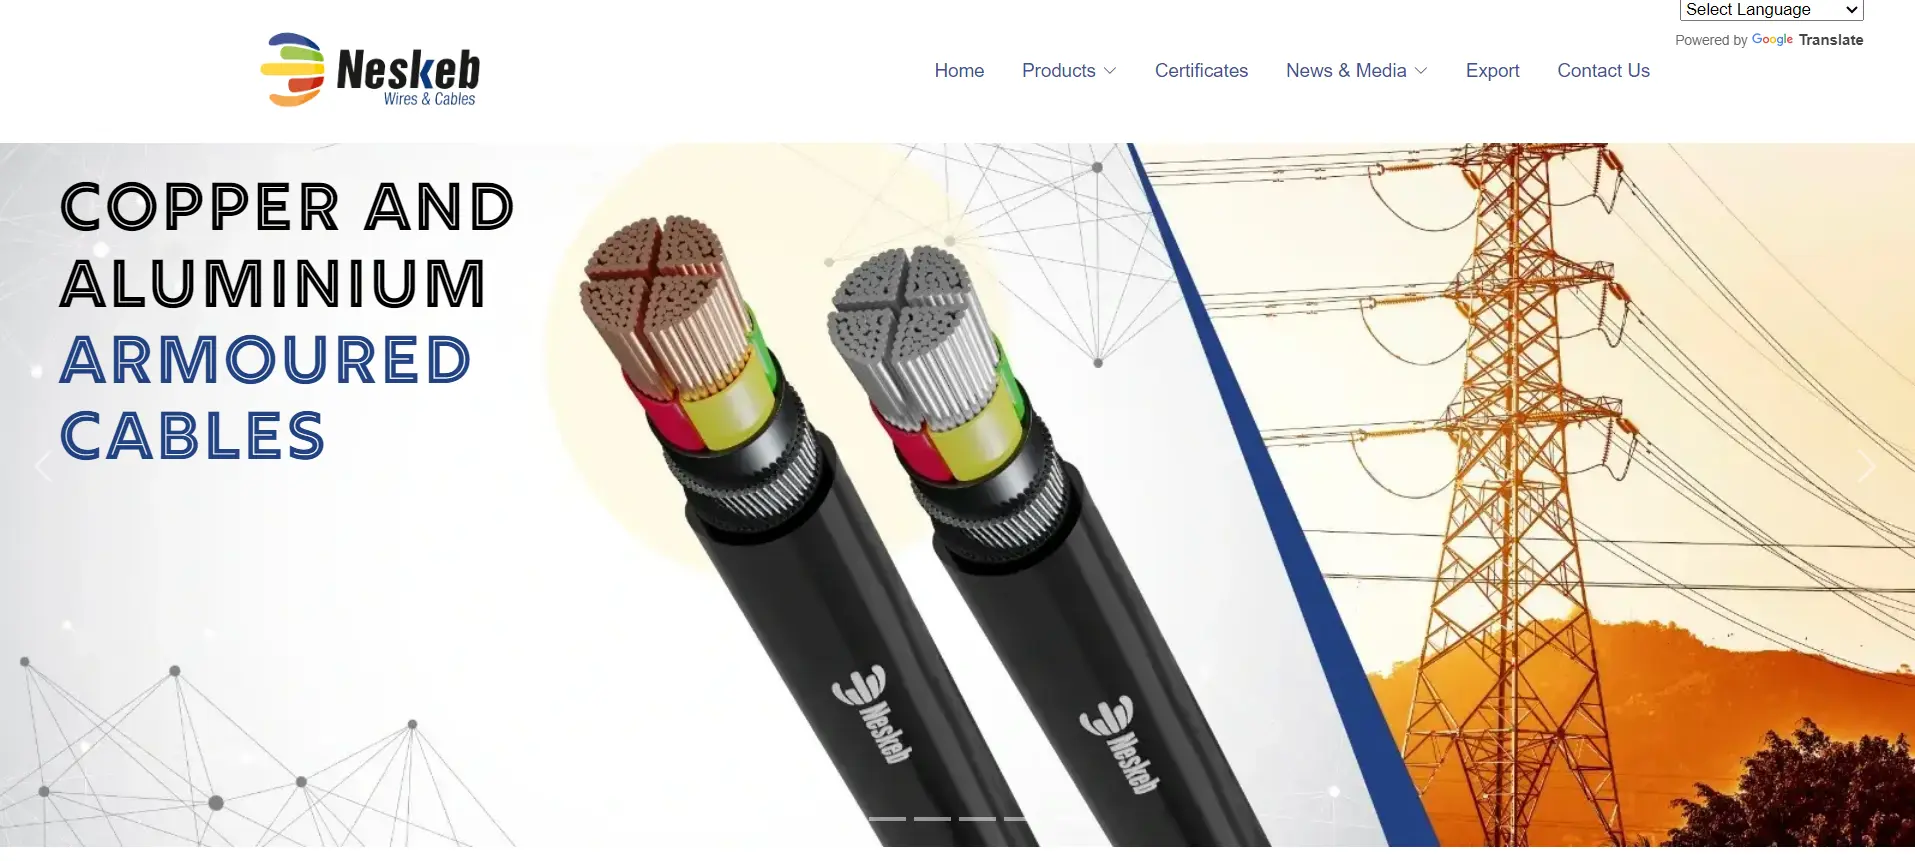 Select Language
Powered by Google Translate
Neskeb
Wires & Cables
Home Products Certificates News & Media Export Contact Us
COPPER AND
ALUMINIUM
ARMOURED
CABLES
Neskeb
Neskeb